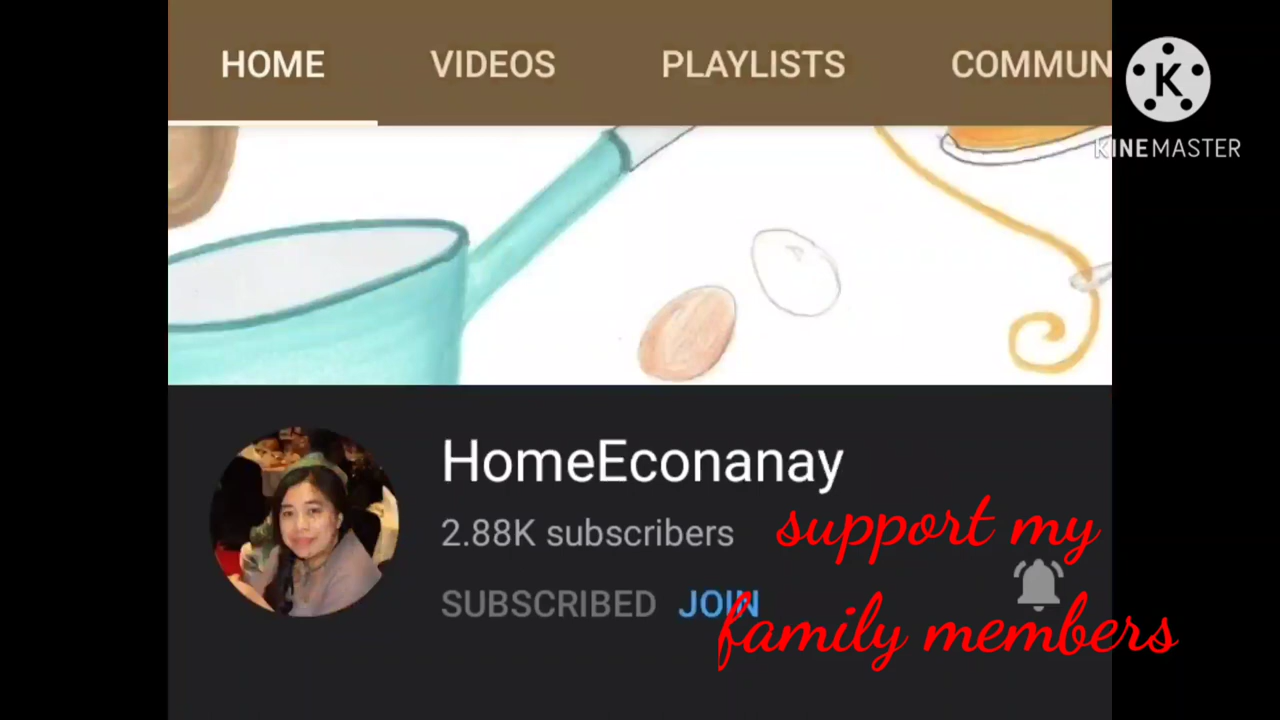 HOME VIDEOS PLAYLISTS COMMUN
K
KINEMASTER
HomeEconanay
2.88K subscribers
support my
SUBSCRIBED JOIN
family members